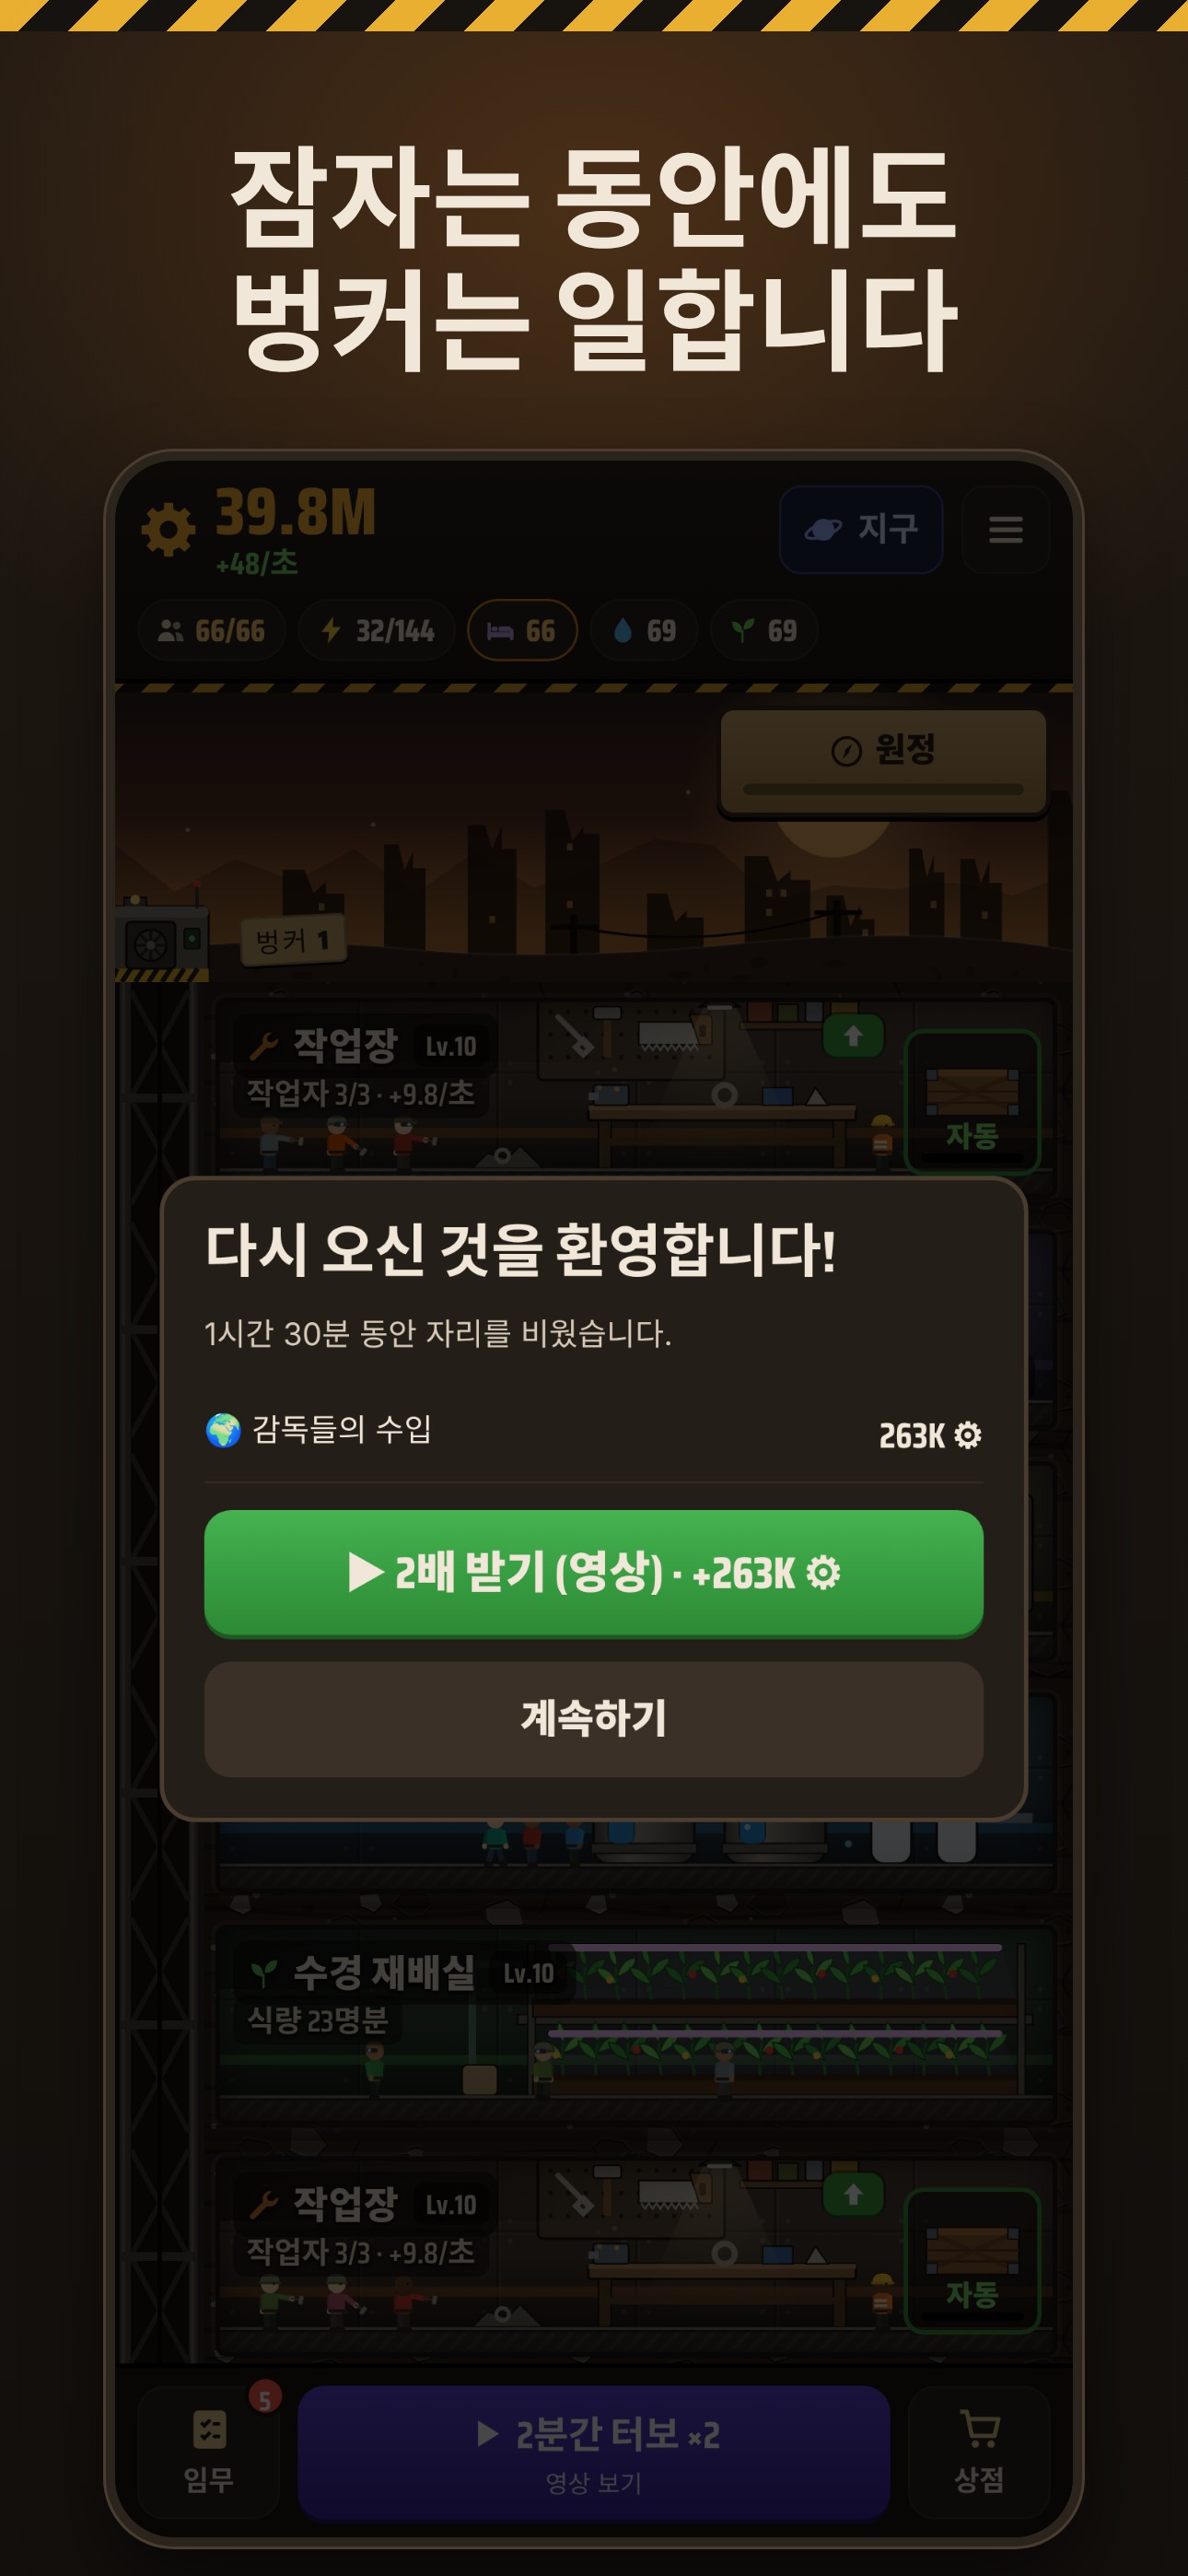 잠자는 동안에도
벙커는 일합니다
39.8M
+48/초
지구
66/66
32/144
66
69
69
원정
벙커 1
작업장 Lv.10
작업자 3/3 · +9.8/초
자동
다시 오신 것을 환영합니다!
1시간 30분 동안 자리를 비웠습니다.
감독들의 수입
263K
2배 받기 (영상) · +263K
계속하기
수경 재배실 Lv.10
식량 23명분
작업장 Lv.10
작업자 3/3 · +9.8/초
자동
5
임무
2분간 터보 ×2
영상 보기
상점